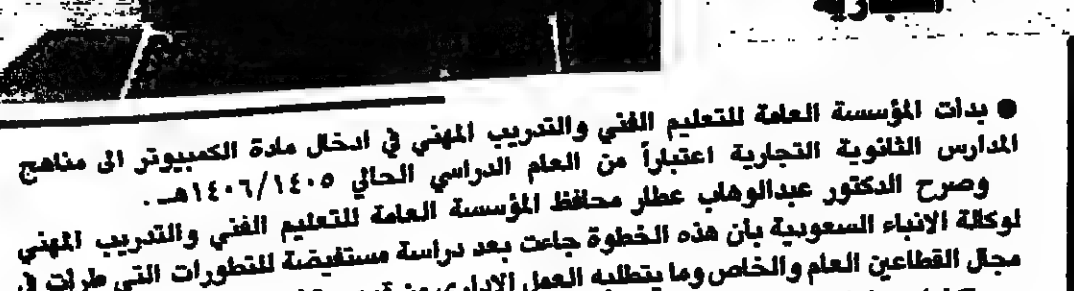 ● بدأت المؤسسة العامة للتعليم الفني والتدريب المهني في ادخال مادة الكمبيوتر الى مناهج
المدارس الثانوية التجارية اعتباراً من العام الدراسي الحالي ١٤٠٥/١٤٠٦هـ.
وصرح الدكتور عبدالوهاب عطار محافظ المؤسسة العامة للتعليم الفني والتدريب المهني
لوكالة الانباء السعودية بأن هذه الخطوة جاءت بعد دراسة مستفيضة للتطورات التي طرأت في
مجال القطاعين العام والخاص وما يتطلبه العمل الاداري من